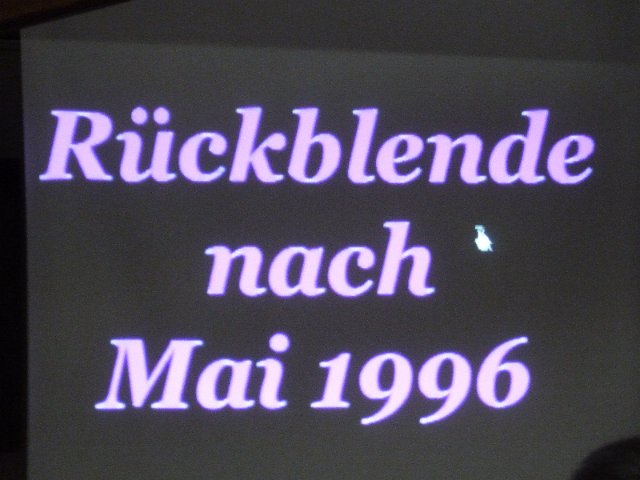 Rückblende
nach
Mai 1996